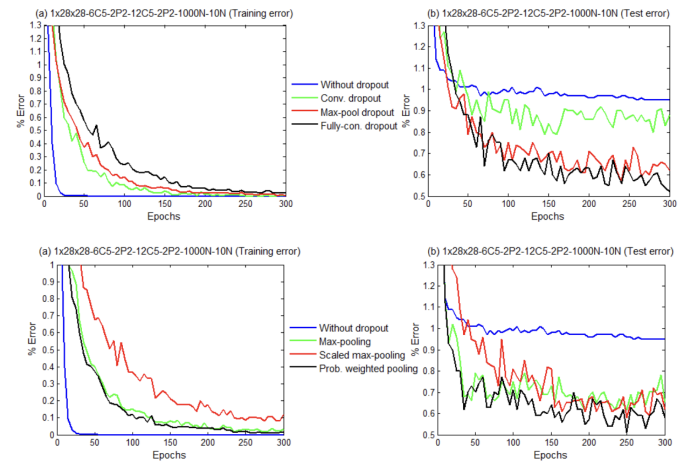 (a) 1x28x28-6C5-2P2-12C5-2P2-1000N-10N (Training error)
(b) 1x28x28-6C5-2P2-12C5-2P2-1000N-10N (Test error)
1.3
1.2
1.1
1
0.9
0.8
0.7
0.6
0.5
0.4
0.3
0.2
0.1
0
% Error
0 50 100 150 200 250 300
Epochs
Without dropout
Conv. dropout
Max-pool dropout
Fully-con. dropout
1.3
1.2
1.1
1
0.9
0.8
0.7
0.6
0.5
% Error
0 50 100 150 200 250 300
Epochs
(a) 1x28x28-6C5-2P2-12C5-2P2-1000N-10N (Training error)
(b) 1x28x28-6C5-2P2-12C5-2P2-1000N-10N (Test error)
1
0.9
0.8
0.7
0.6
0.5
0.4
0.3
0.2
0.1
0
% Error
0 50 100 150 200 250 300
Epochs
Without dropout
Max-pooling
Scaled max-pooling
Prob. weighted pooling
1.3
1.2
1.1
1
0.9
0.8
0.7
0.6
0.5
% Error
0 50 100 150 200 250 300
Epochs